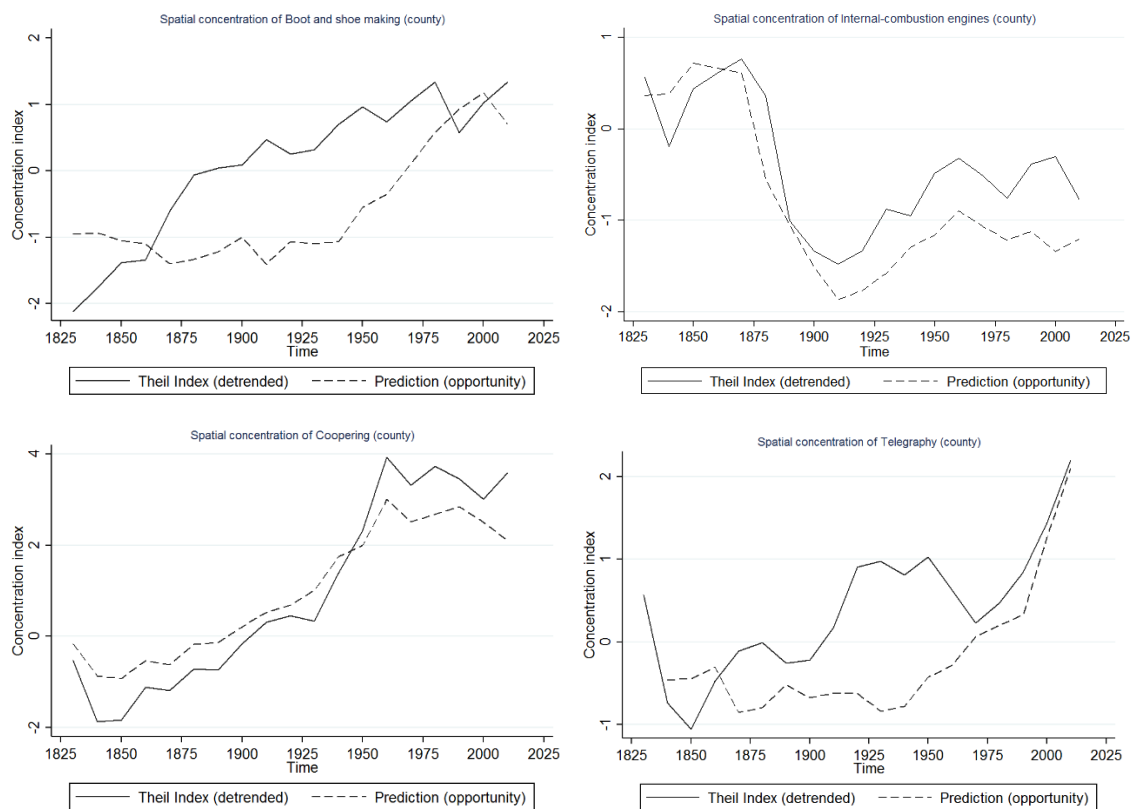 Spatial concentration of Boot and shoe making (county)
Concentration index
2
1
0
-1
-2
1825 1850 1875 1900 1925 1950 1975 2000 2025
Time
Theil Index (detrended) Prediction (opportunity)
Spatial concentration of Internal-combustion engines (county)
Concentration index
1
0
-1
-2
1825 1850 1875 1900 1925 1950 1975 2000 2025
Time
Theil Index (detrended) Prediction (opportunity)
Spatial concentration of Coopering (county)
Concentration index
4
2
0
-2
1825 1850 1875 1900 1925 1950 1975 2000 2025
Time
Theil Index (detrended) Prediction (opportunity)
Spatial concentration of Telegraphy (county)
Concentration index
2
1
0
-1
1825 1850 1875 1900 1925 1950 1975 2000 2025
Time
Theil Index (detrended) Prediction (opportunity)